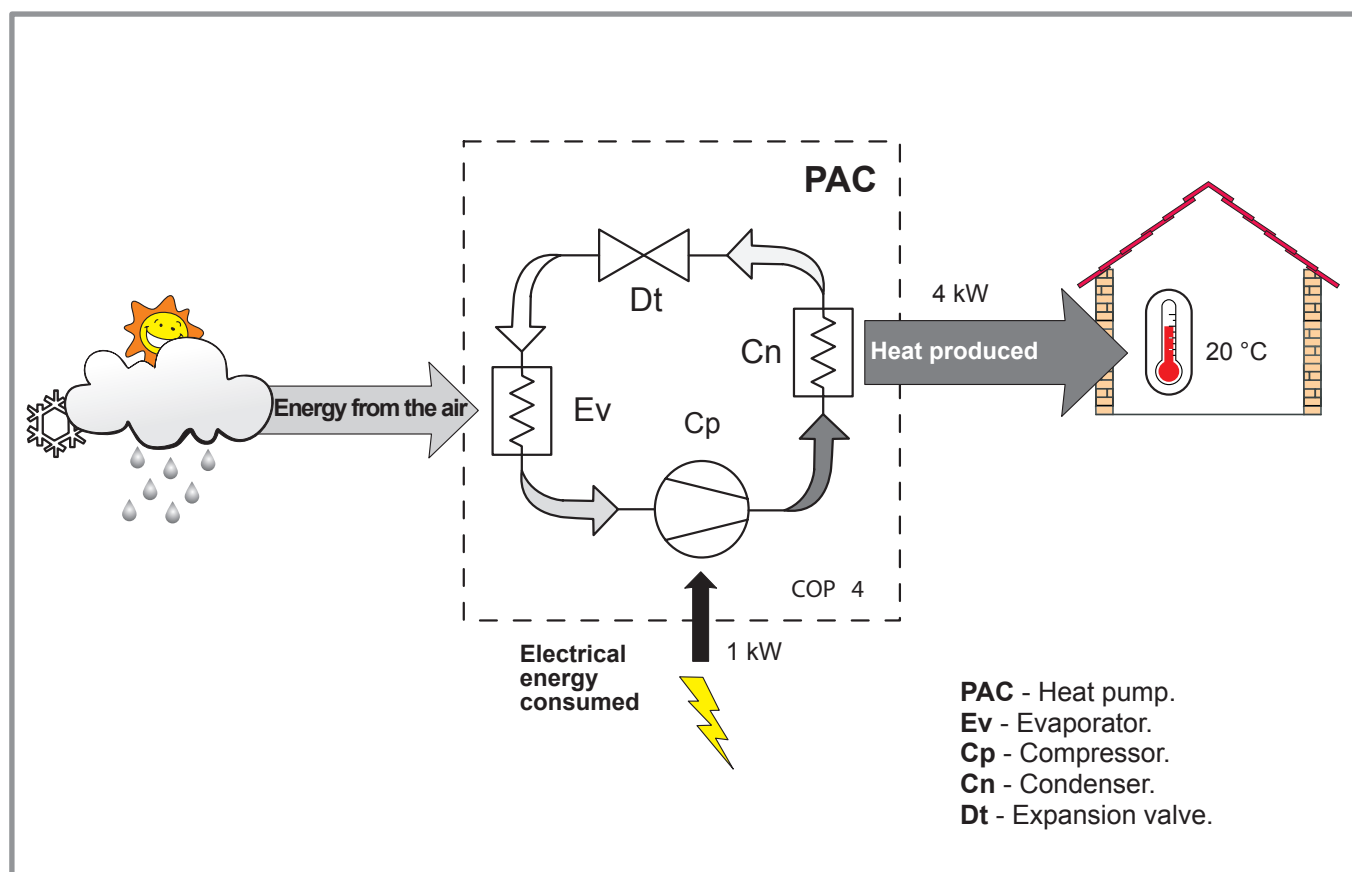 PAC
Dt
4 kW
Cn
Heat produced
20 °C
Energy from the air
Ev
Cp
COP 4
Electrical
energy
consumed
1 kW
PAC - Heat pump.
Ev - Evaporator.
Cp - Compressor.
Cn - Condenser.
Dt - Expansion valve.